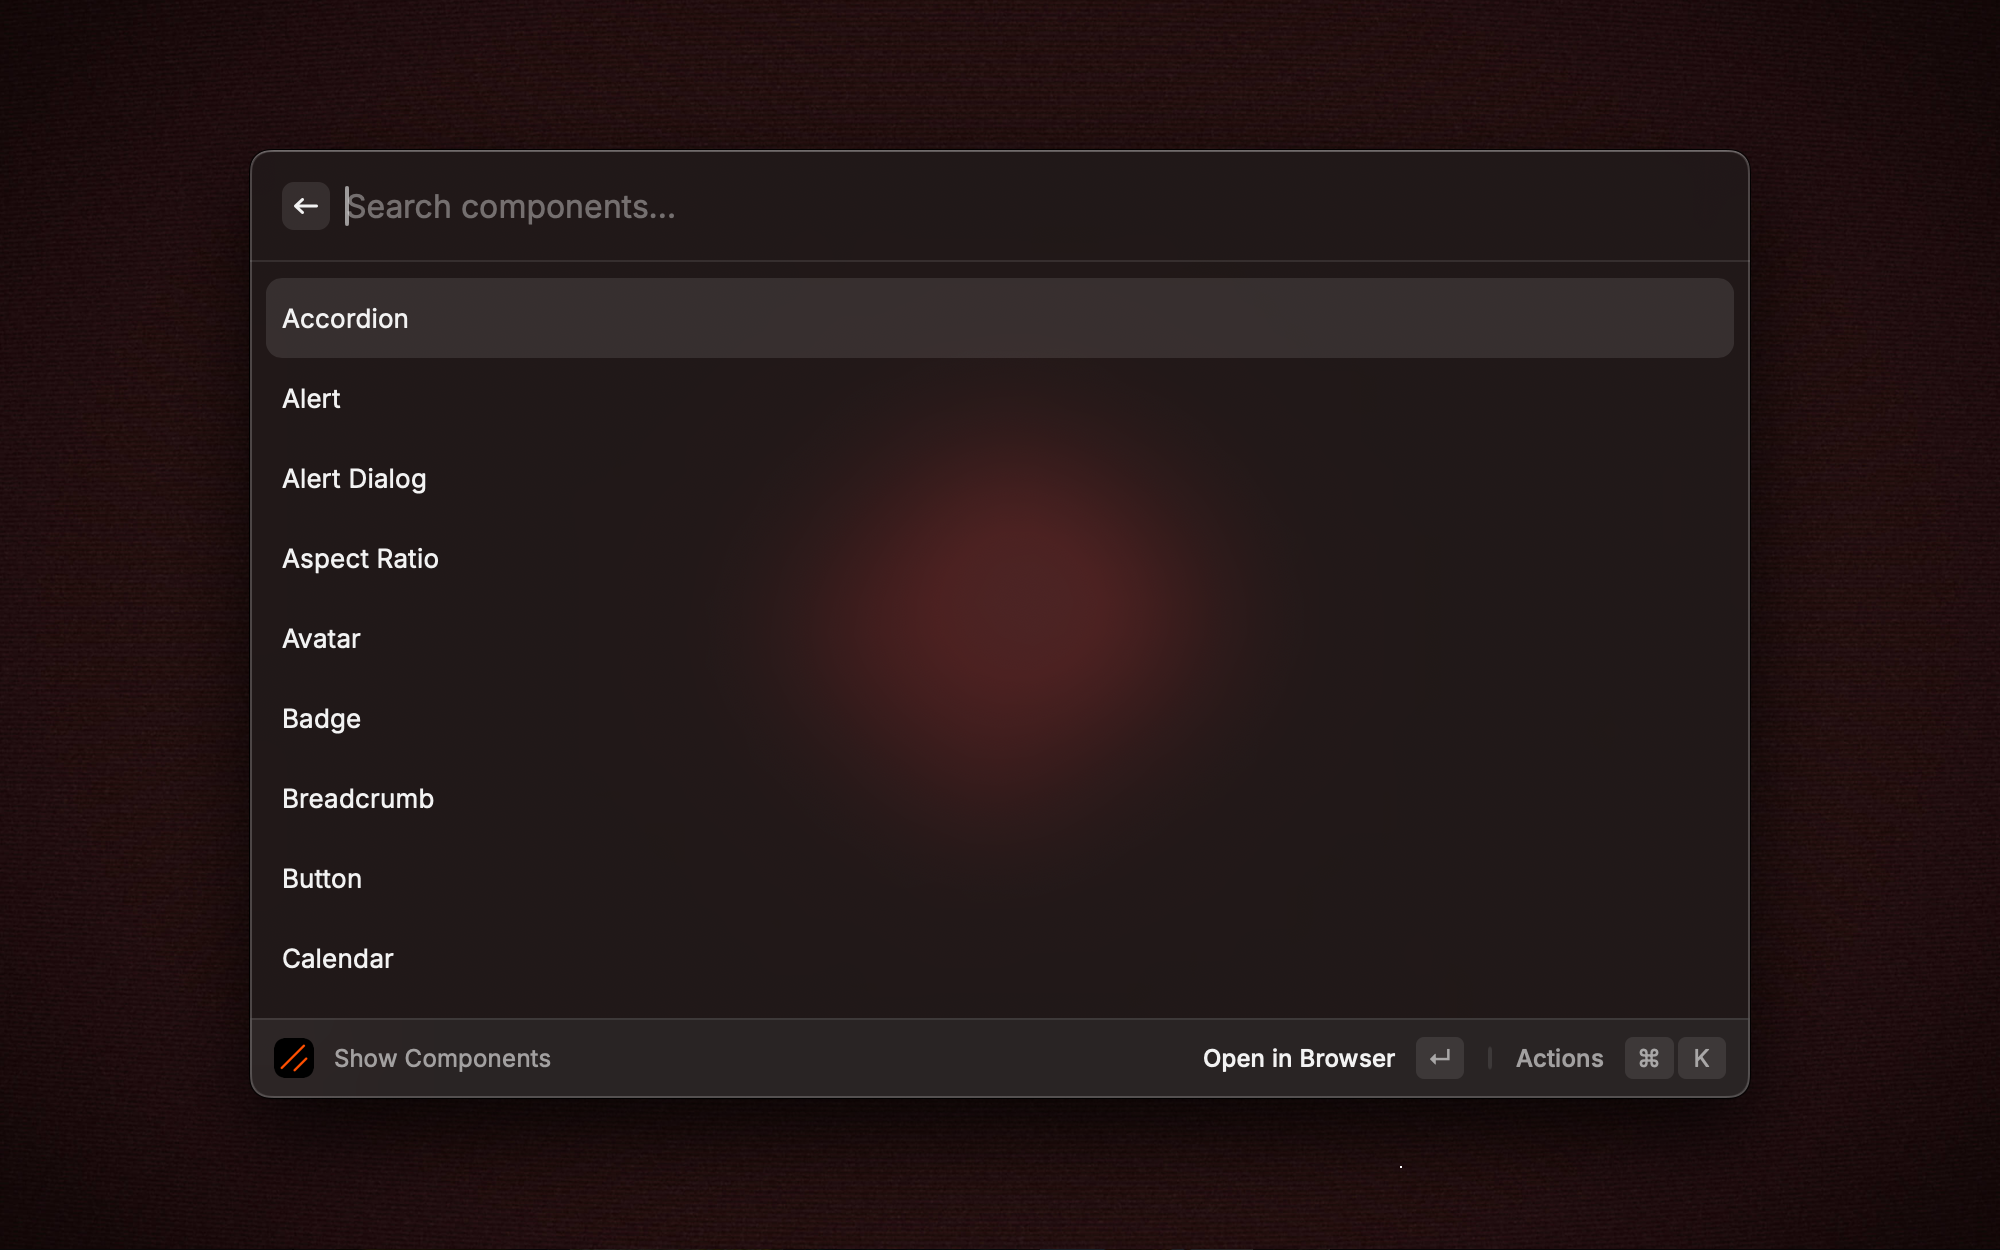 Search components...
Accordion
Alert
Alert Dialog
Aspect Ratio
Avatar
Badge
Breadcrumb
Button
Calendar
Show Components
Open in Browser ↵ Actions ⌘ K